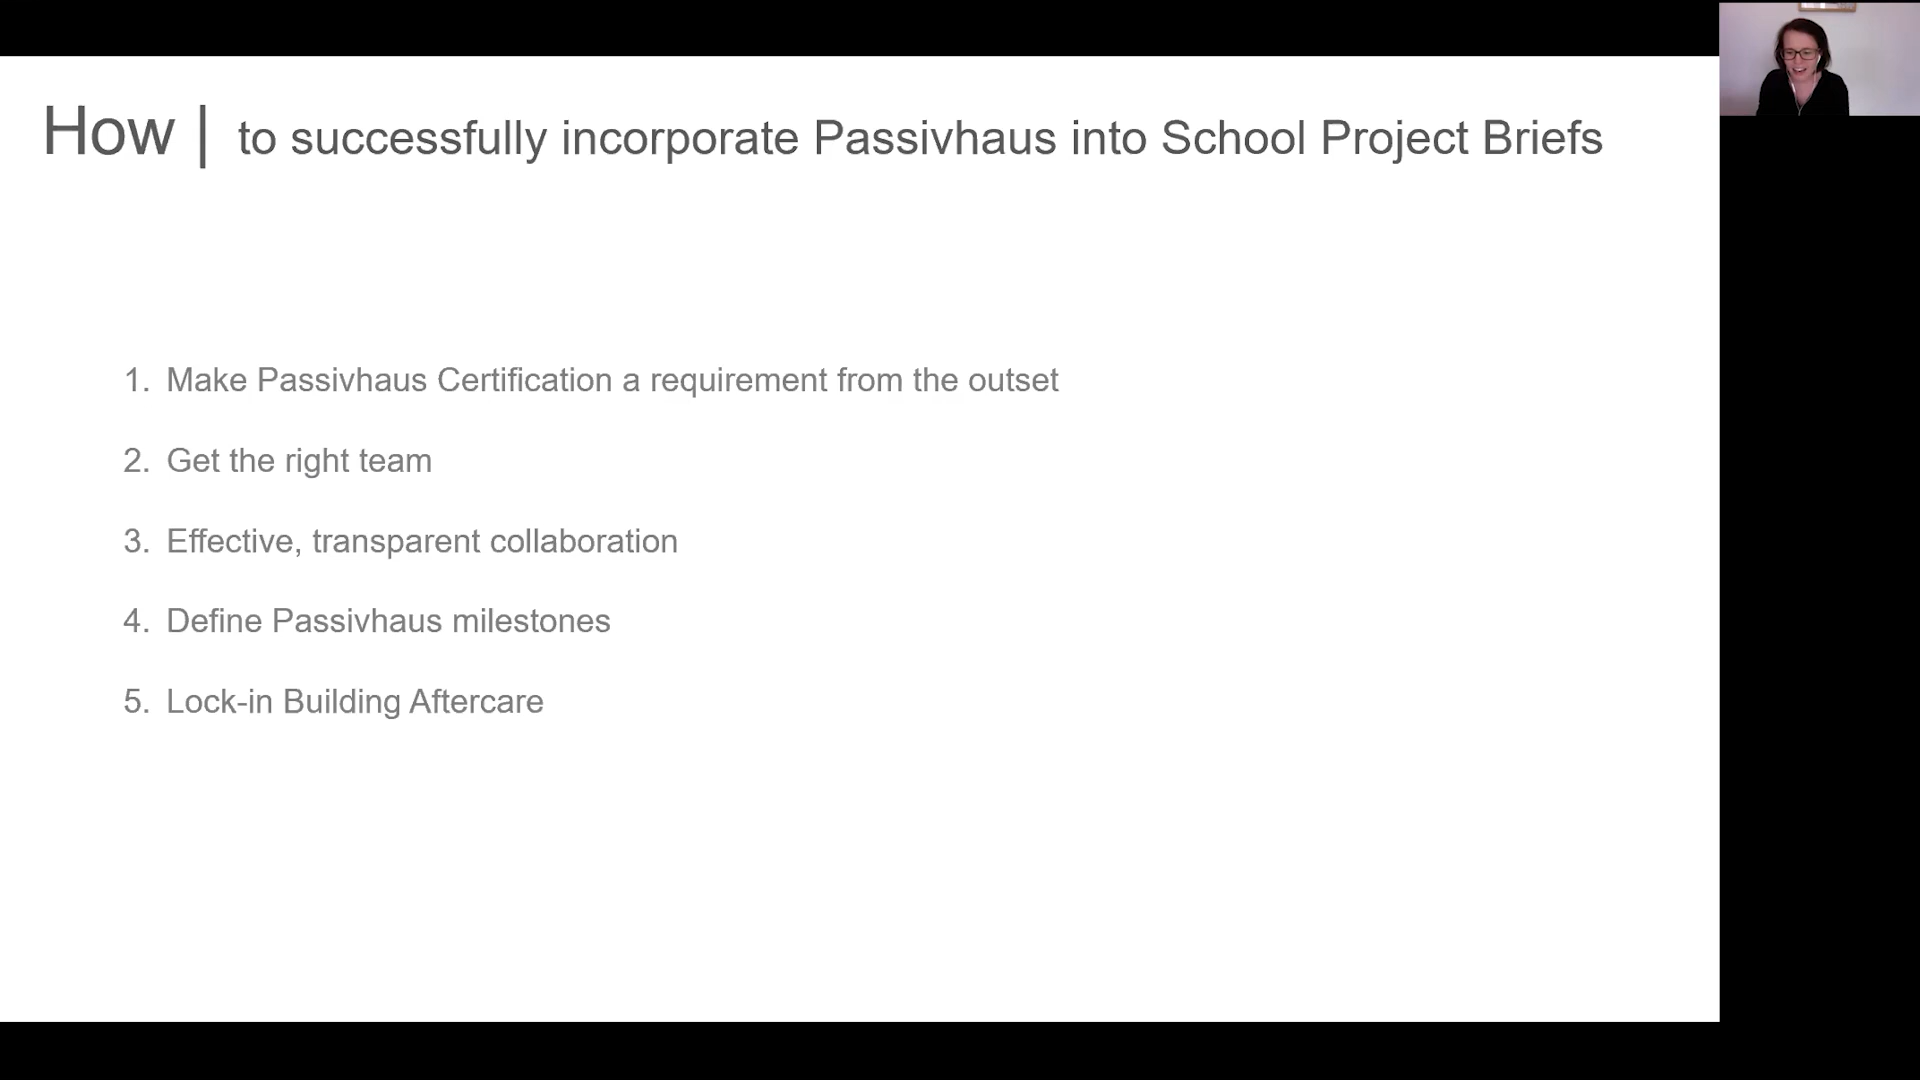 How | to successfully incorporate Passivhaus into School Project Briefs
1. Make Passivhaus Certification a requirement from the outset
2. Get the right team
3. Effective, transparent collaboration
4. Define Passivhaus milestones
5. Lock-in Building Aftercare